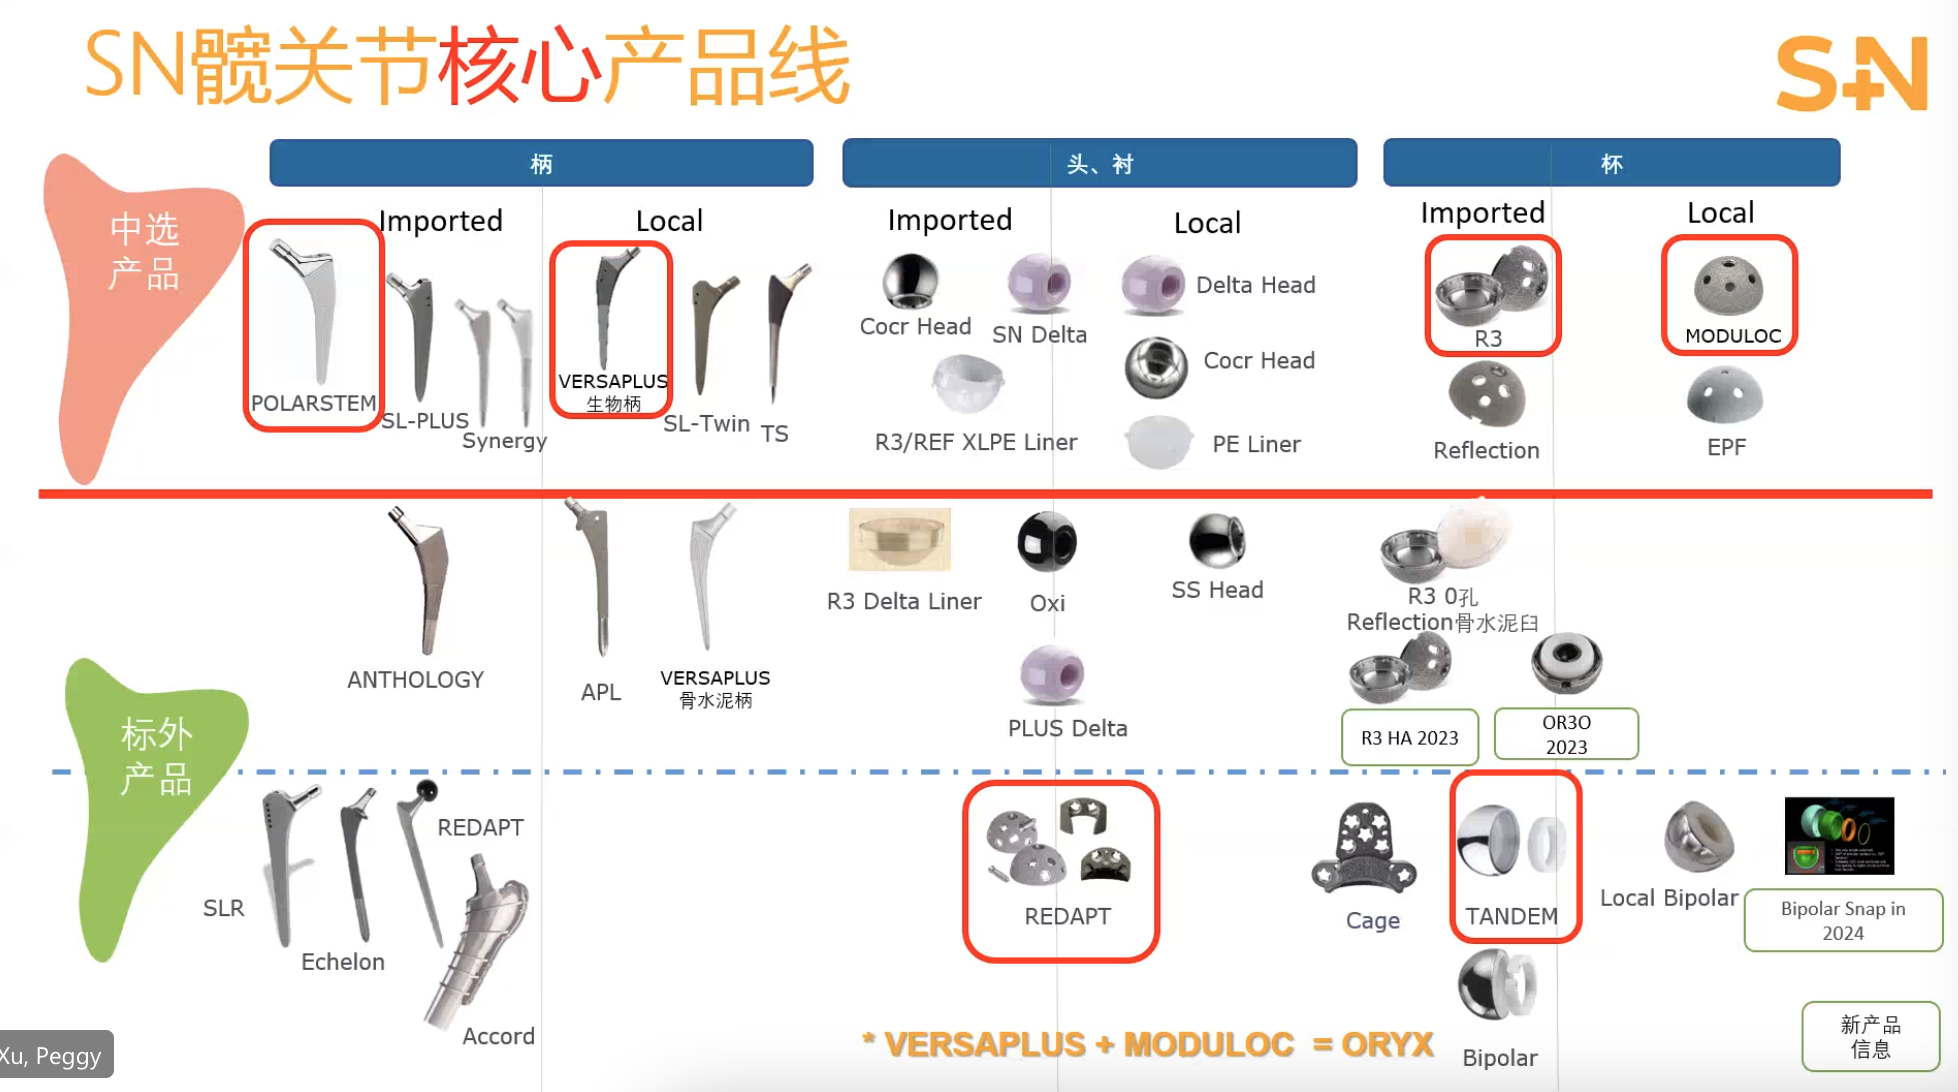 SN髋关节核心产品线
S+N
柄
头、衬
杯
中选
产品
Imported
Local
Imported
Local
Imported
Local
POLARSTEM
SL-PLUS
Synergy
VERSAPLUS
生物柄
SL-Twin
TS
Cocr Head
SN Delta
R3/REF XLPE Liner
Delta Head
Cocr Head
PE Liner
R3
Reflection
MODULOC
EPF
标外
产品
ANTHOLOGY
APL
VERSAPLUS
骨水泥柄
R3 Delta Liner
Oxi
PLUS Delta
SS Head
R3 0孔
Reflection骨水泥臼
R3 HA 2023
OR3O
2023
SLR
Echelon
REDAPT
Accord
REDAPT
Cage
TANDEM
Bipolar
Local Bipolar
Bipolar Snap in
2024
* VERSAPLUS + MODULOC = ORYX
新产品
信息
Xu, Peggy